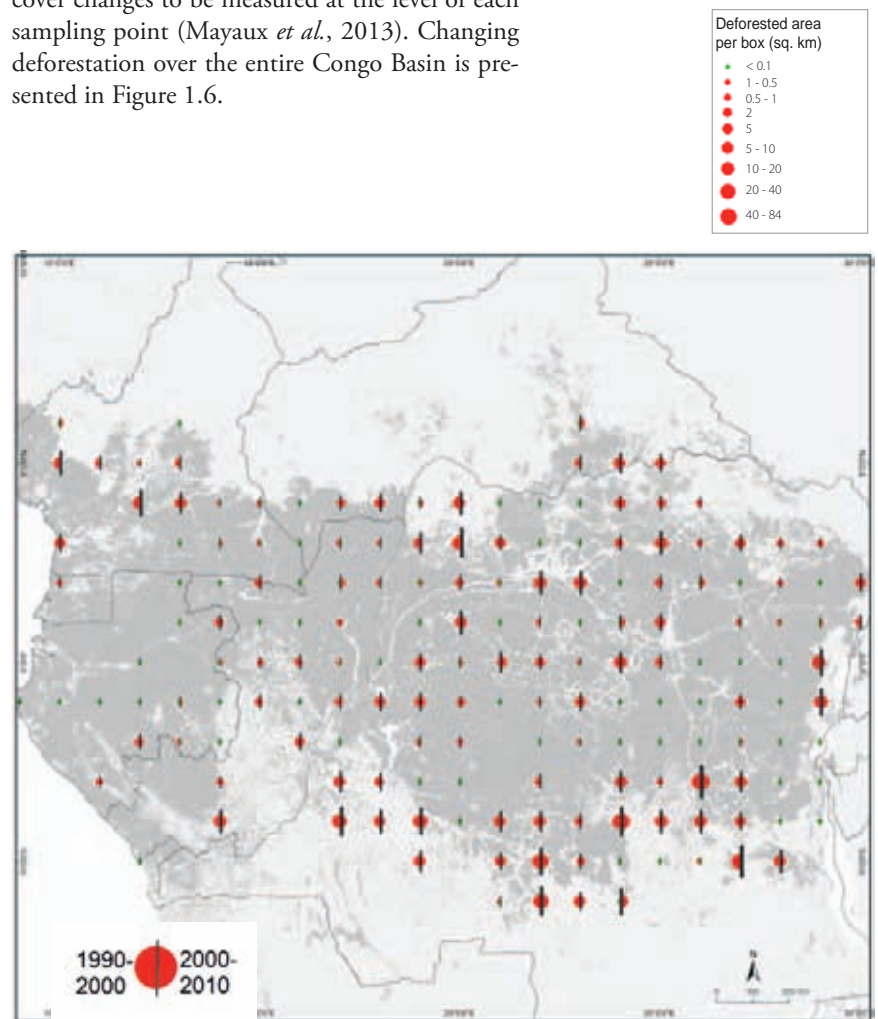 cover changes to be measured at the level of each
sampling point (Mayaux et al., 2013). Changing
deforestation over the entire Congo Basin is pre-
sented in Figure 1.6.
Deforested area
per box (sq. km)
< 0.1
1 - 0.5
0.5 - 1
2
5
5 - 10
10 - 20
20 - 40
40 - 84
1990-
2000
2000-
2010
N